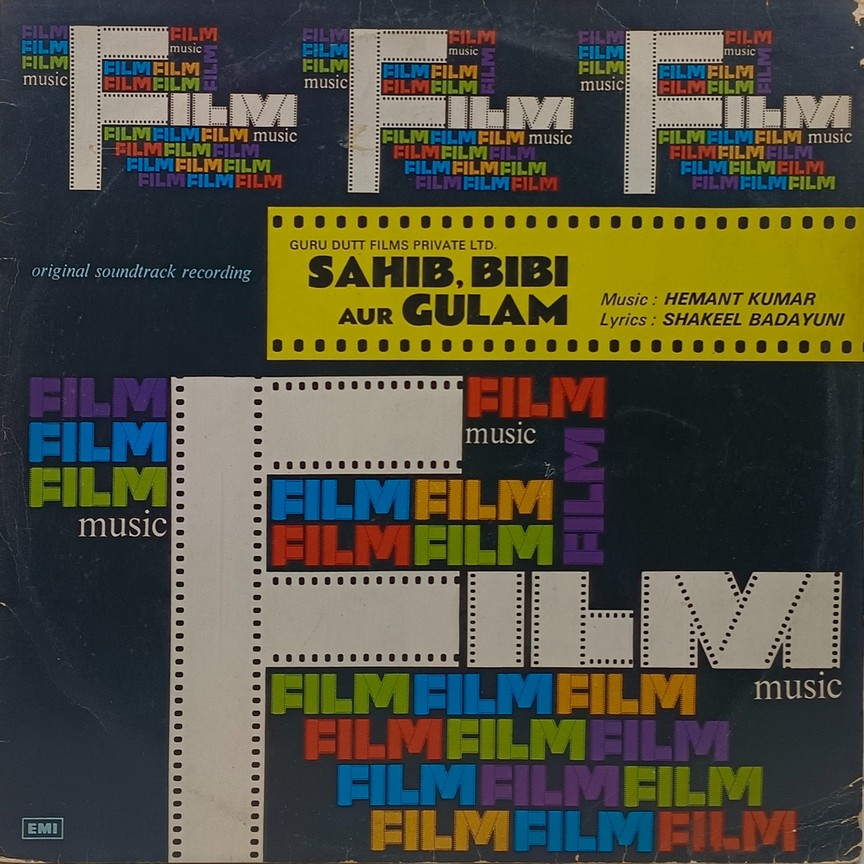 FILM FILM
music
FILM
FILM
music
FILM FILM FILM
FILM FILM
FILM
music
FILM FILM FILM
FILM FILM FILM
FILM FILM FILM
FILM FILM FILM
FILM FILM
music
FILM
FILM
music
FILM FILM FILM
FILM FILM
FILM
music
FILM FILM FILM
FILM FILM FILM
FILM FILM FILM
FILM FILM FILM
FILM FILM
music
FILM
FILM
music
FILM FILM FILM
FILM FILM
FILM
music
FILM FILM FILM
FILM FILM FILM
FILM FILM FILM
FILM FILM FILM
original soundtrack recording
GURU DUTT FILMS PRIVATE LTD.
SAHIB, BIBI
AUR GULAM
Music : HEMANT KUMAR
Lyrics : SHAKEEL BADAYUNI
FILM FILM
music
FILM
FILM
music
FILM FILM FILM
FILM FILM
FILM
music
FILM FILM FILM
FILM FILM FILM
FILM FILM FILM
FILM FILM FILM
EMI